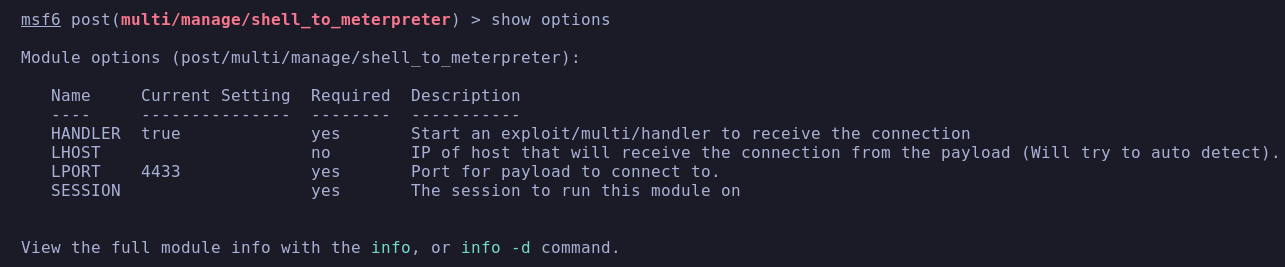 msf6 post(multi/manage/shell_to_meterpreter) > show options
Module options (post/multi/manage/shell_to_meterpreter):
Name     Current Setting  Required  Description
----     ---------------  --------  -----------
HANDLER  true             yes       Start an exploit/multi/handler to receive the connection
LHOST                     no        IP of host that will receive the connection from the payload (Will try to auto detect).
LPORT    4433             yes       Port for payload to connect to.
SESSION                   yes       The session to run this module on
View the full module info with the info, or info -d command.